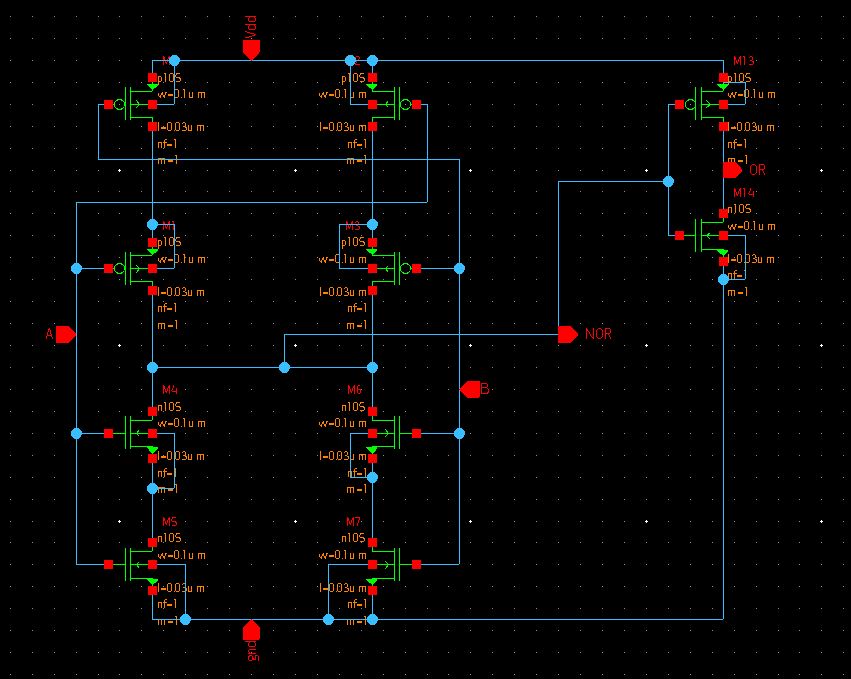 Vdd
p10S
w=0.1u m
l=0.03u m
nf=1
m=1
p10S
w=0.1u m
l=0.03u m
nf=1
m=1
M13
p10S
w=0.1u m
l=0.03u m
nf=1
m=1
OR
M1
p10S
w=0.1u m
l=0.03u m
nf=1
m=1
M3
p10S
w=0.1u m
l=0.03u m
nf=1
m=1
M14
n10S
w=0.1u m
l=0.03u m
nf=1
m=1
A
NOR
B
M4
n10S
w=0.1u m
l=0.03u m
nf=1
m=1
M6
n10S
w=0.1u m
l=0.03u m
nf=1
m=1
M5
n10S
w=0.1u m
l=0.03u m
nf=1
m=1
M7
n10S
w=0.1u m
l=0.03u m
nf=1
m=1
gnd